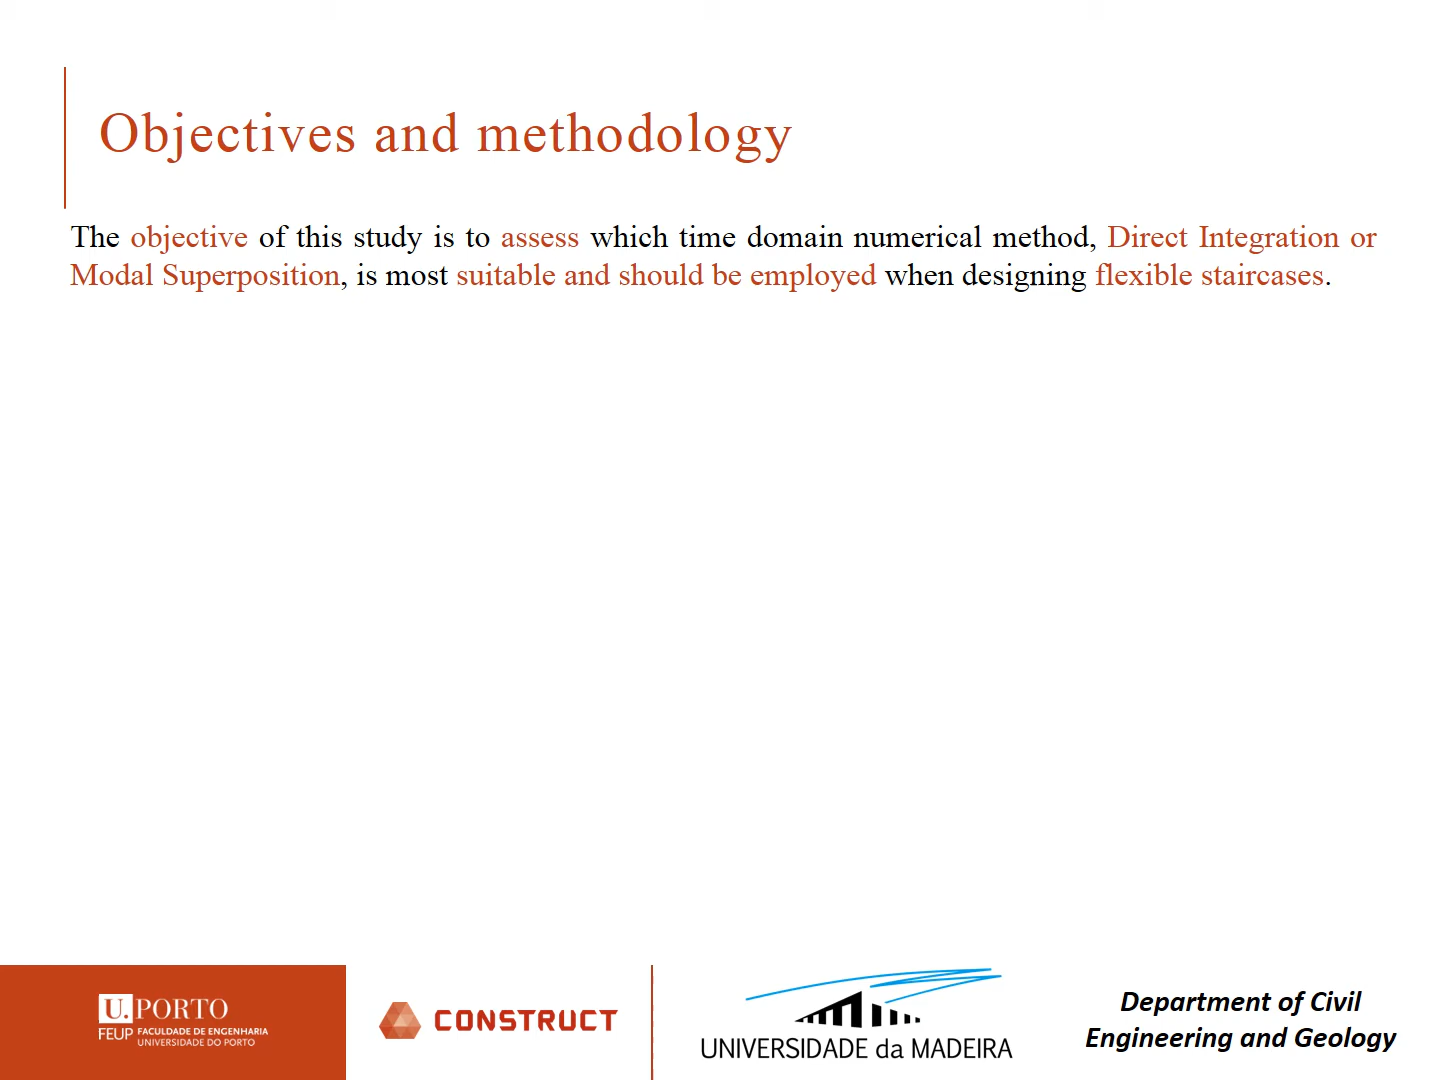 Objectives and methodology
The objective of this study is to assess which time domain numerical method, Direct Integration or
Modal Superposition, is most suitable and should be employed when designing flexible staircases.
U. PORTO
FEUP FACULDADE DE ENGENHARIA
UNIVERSIDADE DO PORTO
CONSTRUCT
UNIVERSIDADE da MADEIRA
Department of Civil
Engineering and Geology